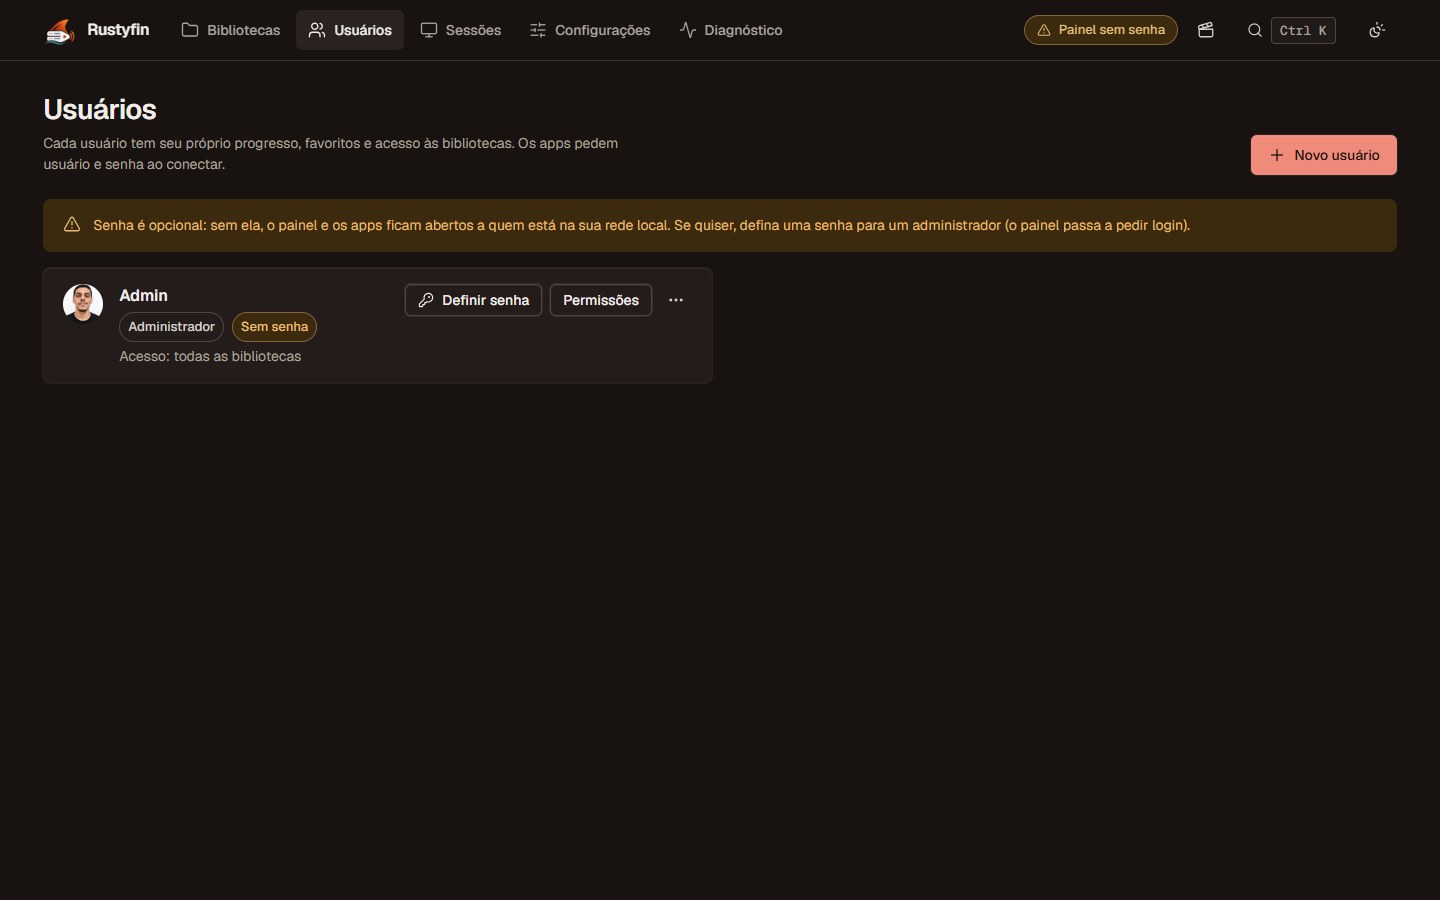 Rustyfin
Bibliotecas
Usuários
Sessões
Configurações
Diagnóstico
Painel sem senha
Ctrl K
Usuários
Cada usuário tem seu próprio progresso, favoritos e acesso às bibliotecas. Os apps pedem
usuário e senha ao conectar.
Novo usuário
Senha é opcional: sem ela, o painel e os apps ficam abertos a quem está na sua rede local. Se quiser, defina uma senha para um administrador (o painel passa a pedir login).
Admin
Definir senha
Permissões
Administrador
Sem senha
Acesso: todas as bibliotecas